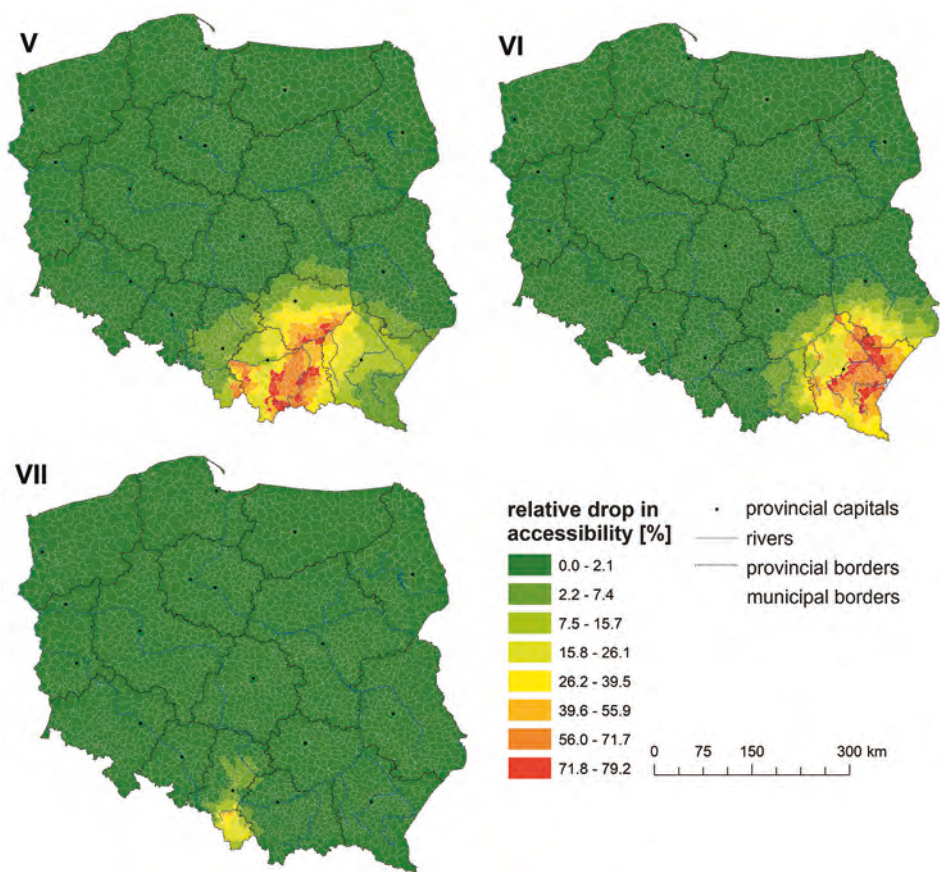 V
VI
VII
relative drop in
accessibility [%]
0.0 - 2.1
2.2 - 7.4
7.5 - 15.7
15.8 - 26.1
26.2 - 39.5
39.6 - 55.9
56.0 - 71.7
71.8 - 79.2
provincial capitals
rivers
provincial borders
municipal borders
0 75 150 300 km